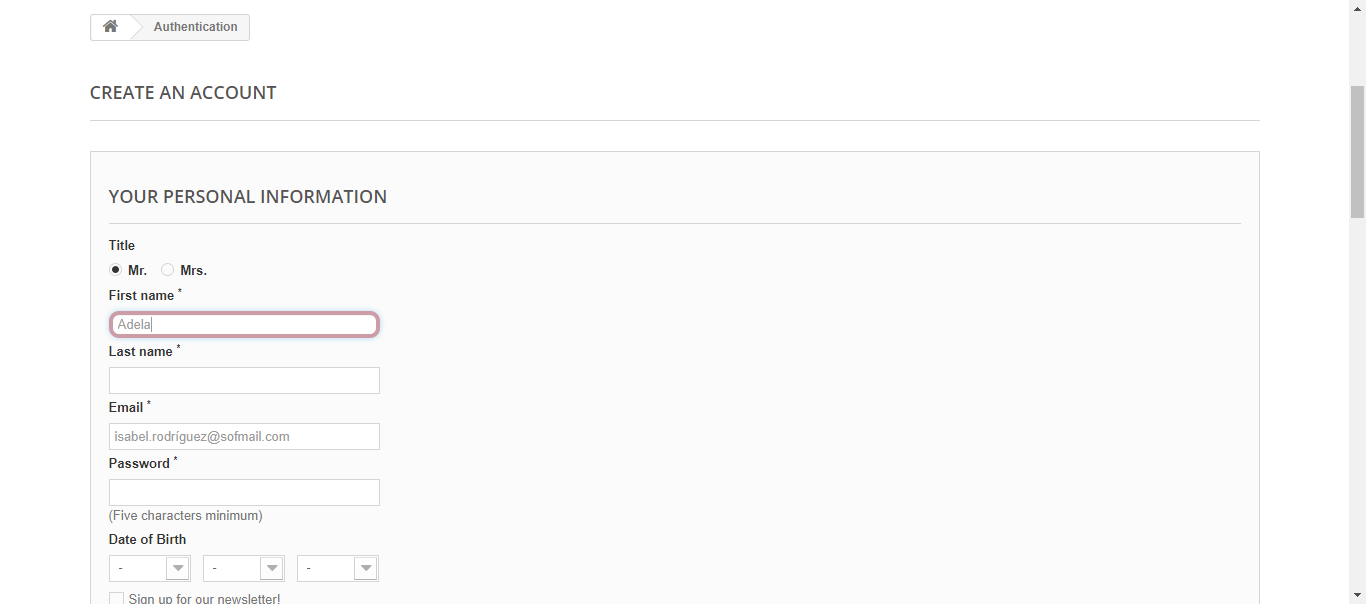 Authentication
CREATE AN ACCOUNT
YOUR PERSONAL INFORMATION
Title
Mr. Mrs.
First name *
Adela
Last name *
Email *
isabel.rodríguez@sofmail.com
Password *
(Five characters minimum)
Date of Birth
- - -
Sign up for our newsletter!